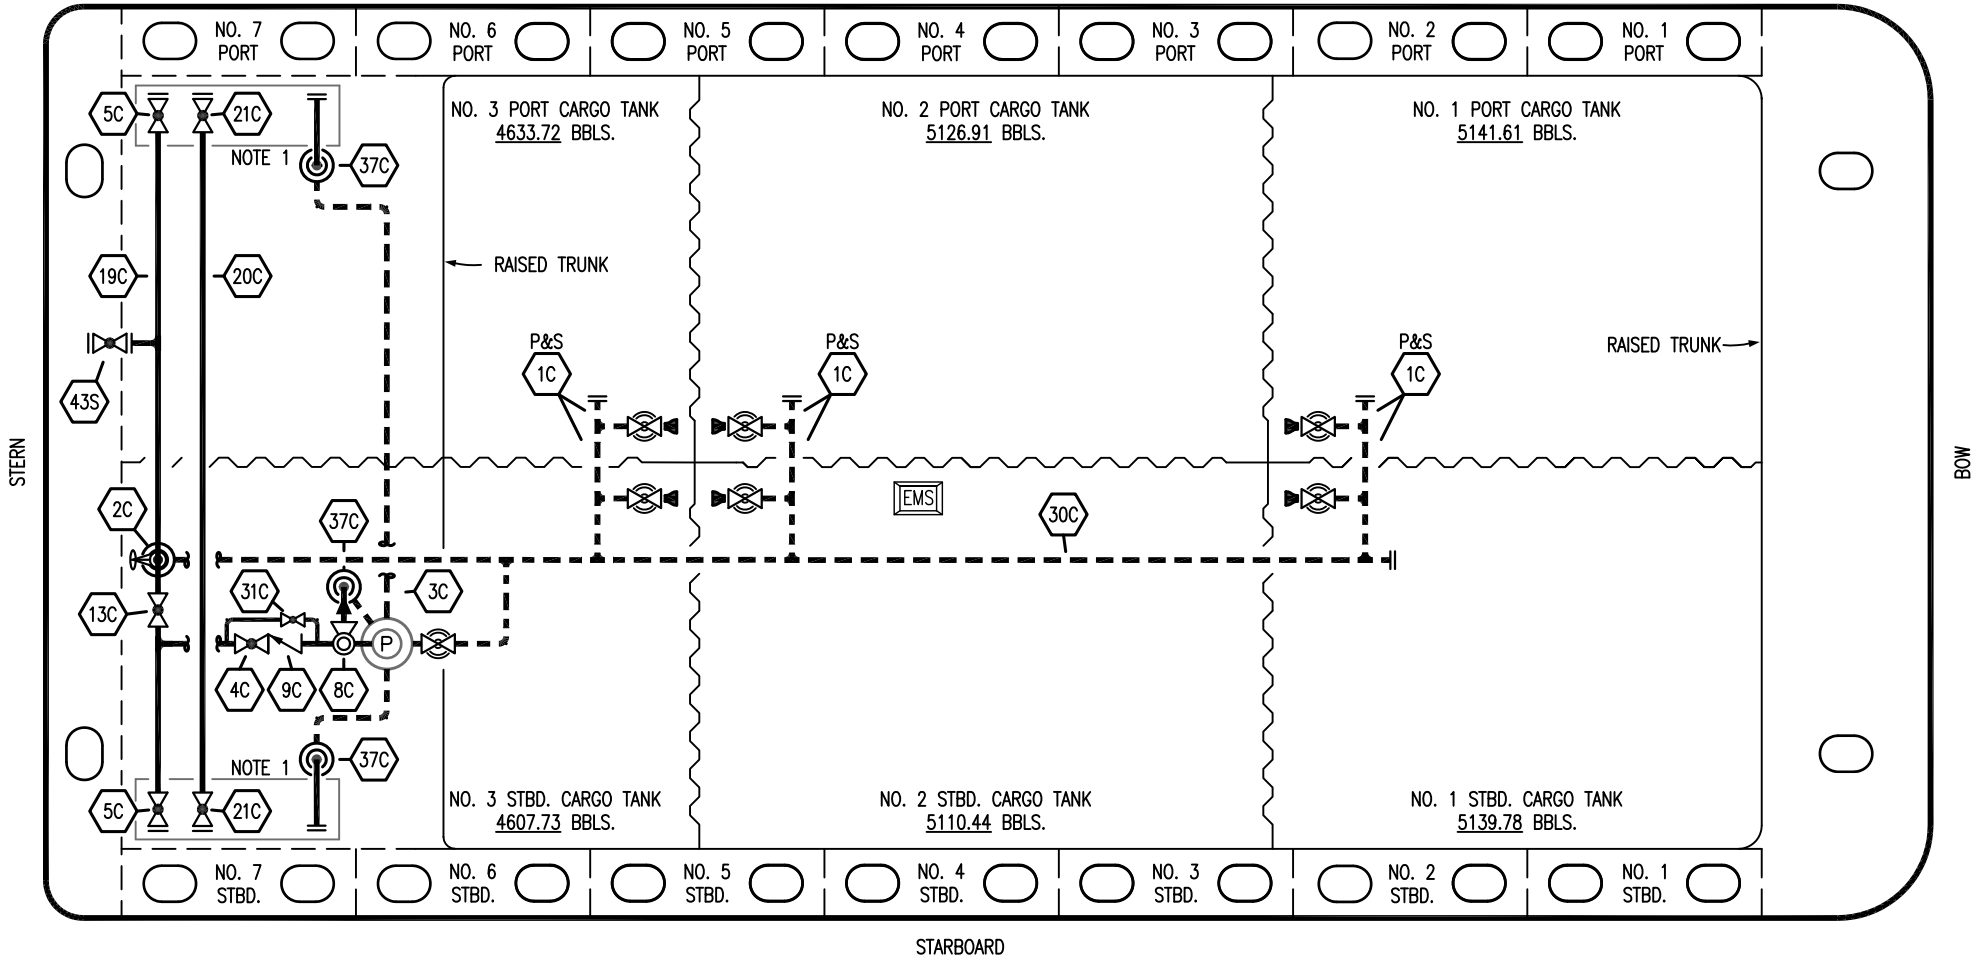 NO. 7
PORT
NO. 6
PORT
NO. 5
PORT
NO. 4
PORT
NO. 3
PORT
NO. 2
PORT
NO. 1
PORT
5C
21C
NOTE 1
37C
NO. 3 PORT CARGO TANK
4633.72 BBLS.
NO. 2 PORT CARGO TANK
5126.91 BBLS.
NO. 1 PORT CARGO TANK
5141.61 BBLS.
19C
20C
RAISED TRUNK
43S
P&S
1C
P&S
1C
P&S
1C
RAISED TRUNK
STERN
BOW
2C
37C
EMS
30C
13C
31C
3C
P
4C
9C
8C
NOTE 1
37C
5C
21C
NO. 3 STBD. CARGO TANK
4607.73 BBLS.
NO. 2 STBD. CARGO TANK
5110.44 BBLS.
NO. 1 STBD. CARGO TANK
5139.78 BBLS.
NO. 7
STBD.
NO. 6
STBD.
NO. 5
STBD.
NO. 4
STBD.
NO. 3
STBD.
NO. 2
STBD.
NO. 1
STBD.
STARBOARD